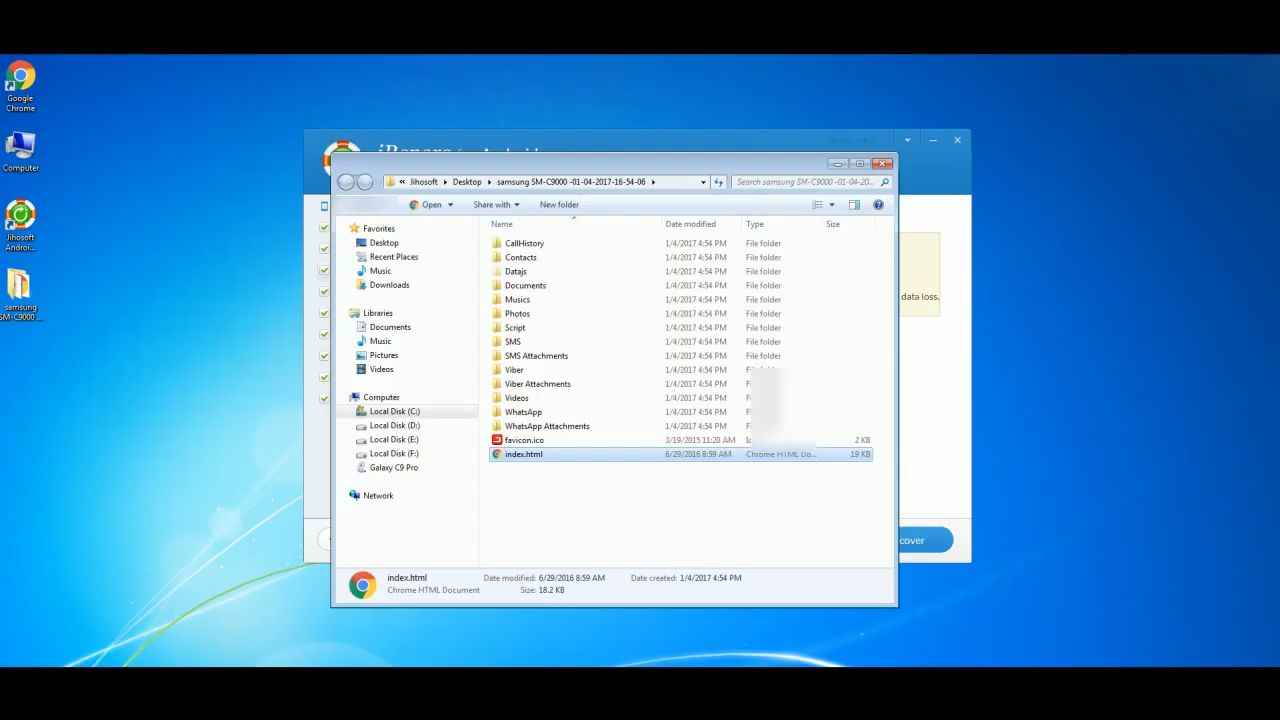 Google
Chrome
Computer
Jihosoft
Androi...
samsung
SM-C9000 ...
« Jihosoft Desktop samsung SM-C9000 -01-04-2017-16-54-06
Search samsung SM-C9000 -01-04-20...
Open Share with New folder
Name Date modified Type Size
Favorites
Desktop
Recent Places
Music
Downloads
Libraries
Documents
Music
Pictures
Videos
Computer
Local Disk (C:)
Local Disk (D:)
Local Disk (E:)
Local Disk (F:)
Galaxy C9 Pro
Network
CallHistory 1/4/2017 4:54 PM File folder
Contacts 1/4/2017 4:54 PM File folder
Datajs 1/4/2017 4:54 PM File folder
Documents 1/4/2017 4:54 PM File folder
Musics 1/4/2017 4:54 PM File folder
Photos 1/4/2017 4:54 PM File folder
Script 1/4/2017 4:54 PM File folder
SMS 1/4/2017 4:54 PM File folder
SMS Attachments 1/4/2017 4:54 PM File folder
Viber 1/4/2017 4:54 PM
Viber Attachments 1/4/2017 4:54 PM
Videos 1/4/2017 4:54 PM
WhatsApp 1/4/2017 4:54 PM
WhatsApp Attachments 1/4/2017 4:54 PM
favicon.ico 3/19/2015 11:20 AM 2 KB
index.html 6/29/2016 8:59 AM Chrome HTML Do... 19 KB
data loss.
cover
index.html Date modified: 6/29/2016 8:59 AM Date created: 1/4/2017 4:54 PM
Chrome HTML Document Size: 18.2 KB